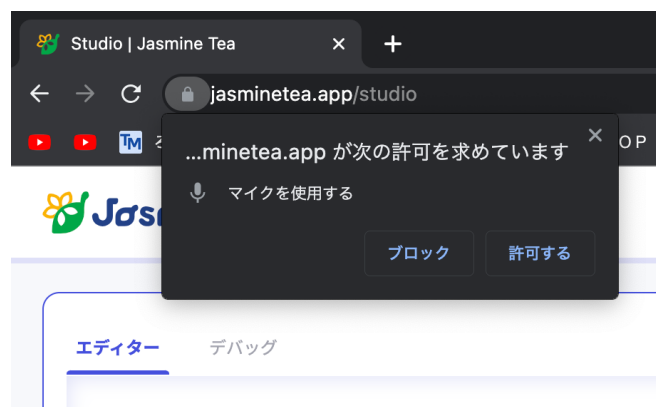 Studio | Jasmine Tea
jasminetea.app/studio
TM
OP
...minetea.app が次の許可を求めています
マイクを使用する
ブロック 許可する
エディター デバッグ